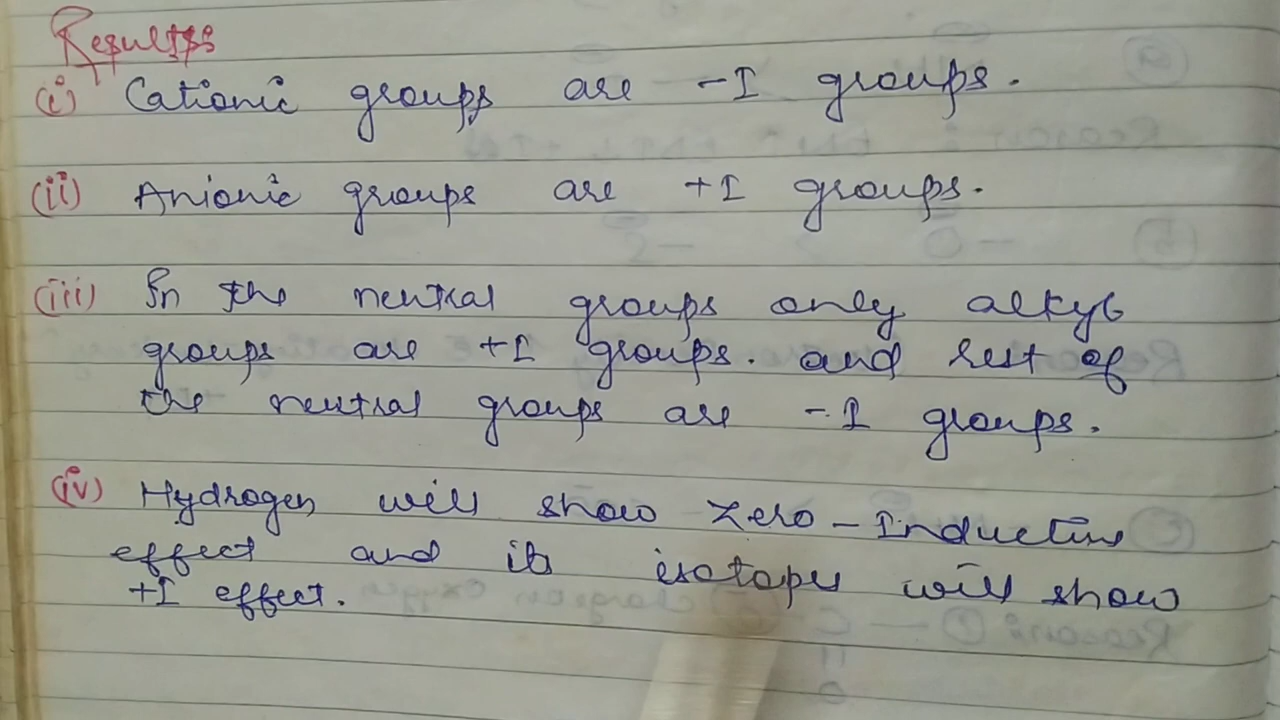 Results
(i) Cationic groups are -I groups.
(ii) Anionic groups are +I groups.
(iii) In the neutral groups only alkyl
groups are +I groups. and rest of
the neutral groups are -I groups.
(iv) Hydrogen will show zero-Inductive
effect and its isotopes will show
+I effect.